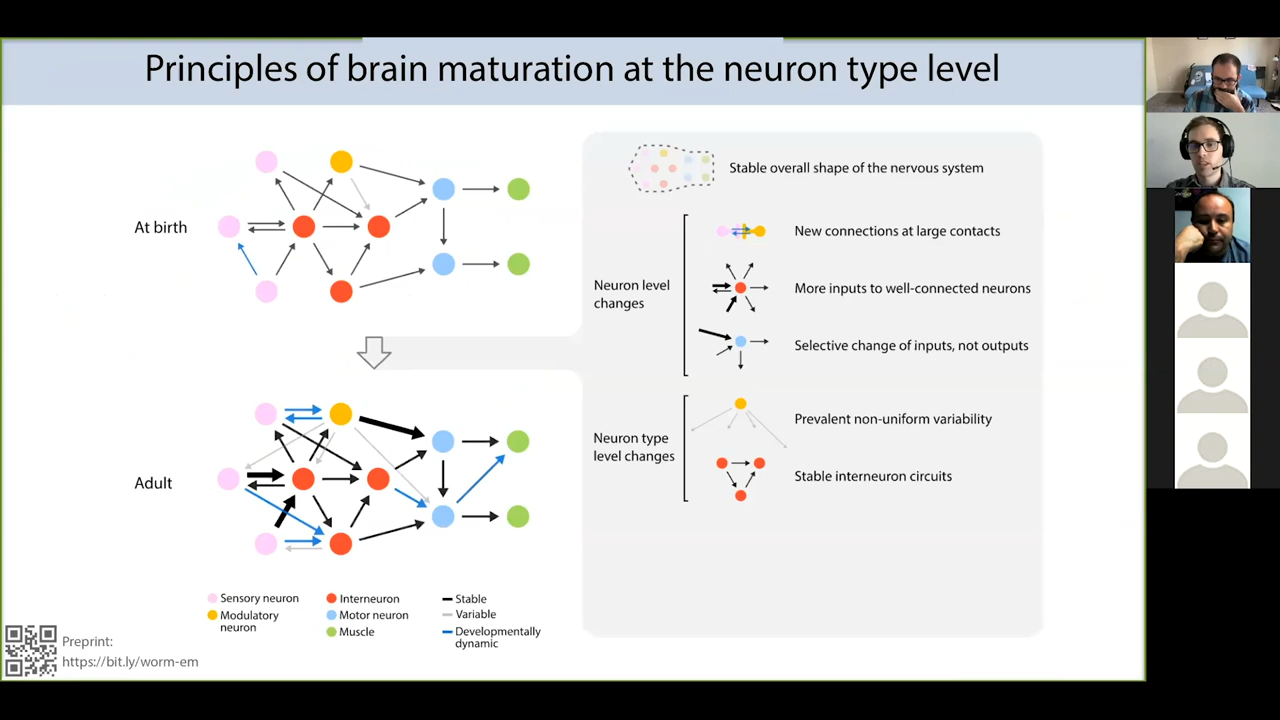 Principles of brain maturation at the neuron type level
At birth
Adult
Stable overall shape of the nervous system
Neuron level
changes
New connections at large contacts
More inputs to well-connected neurons
Selective change of inputs, not outputs
Neuron type
level changes
Prevalent non-uniform variability
Stable interneuron circuits
Sensory neuron
Modulatory
neuron
Interneuron
Motor neuron
Muscle
Stable
Variable
Developmentally
dynamic
Preprint:
https://bit.ly/worm-em